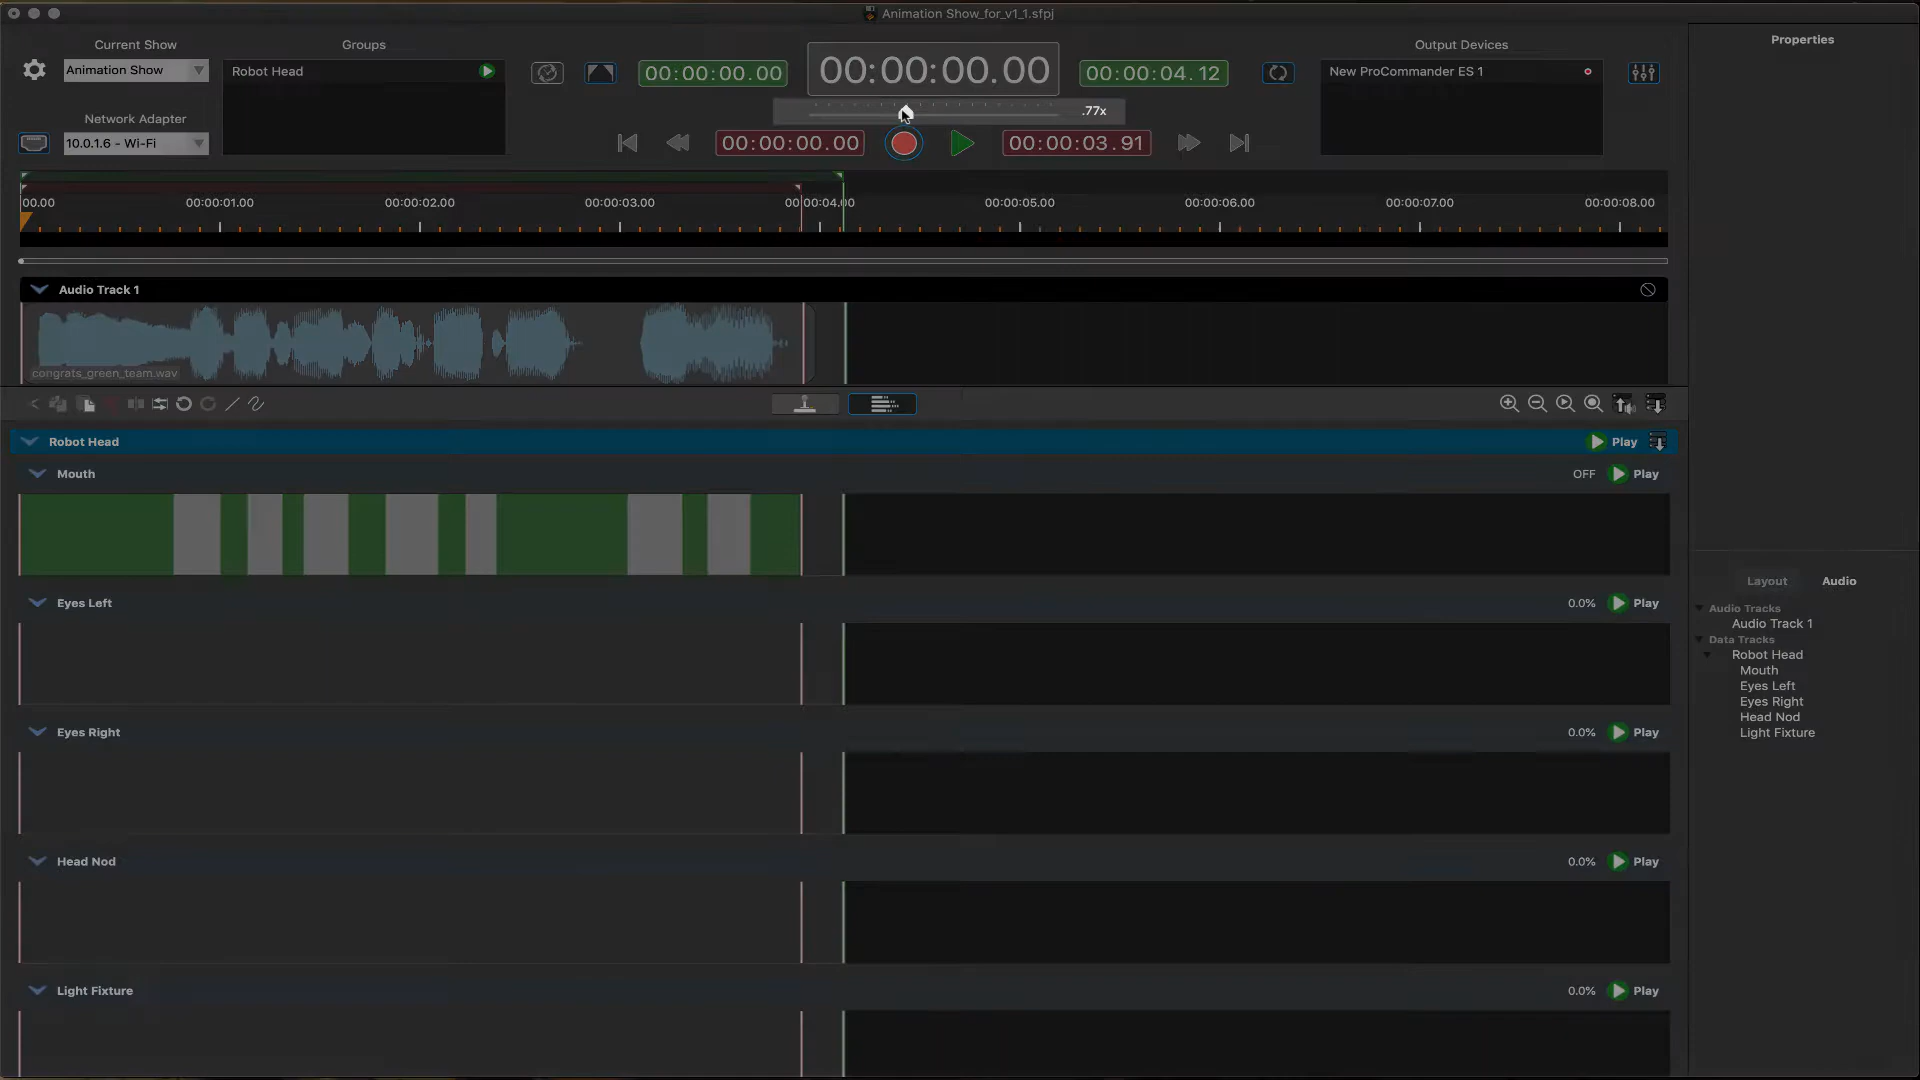 Animation Show_for_v1_1.sfpj
Current Show
Groups
Output Devices
Properties
Animation Show
Robot Head
00:00:00.00
00:00:00.00
00:00:04.12
New ProCommander ES 1
.77x
Network Adapter
10.0.1.6 - Wi-Fi
00:00:00.00
00:00:03.91
00.00
00:00:01.00
00:00:02.00
00:00:03.00
00:00:04.00
00:00:05.00
00:00:06.00
00:00:07.00
00:00:08.00
Audio Track 1
congrats_green_team.wav
Robot Head
Play
Mouth
OFF
Play
Eyes Left
0.0%
Play
Eyes Right
0.0%
Play
Head Nod
0.0%
Play
Light Fixture
0.0%
Play
Layout
Audio
Audio Tracks
Audio Track 1
Data Tracks
Robot Head
Mouth
Eyes Left
Eyes Right
Head Nod
Light Fixture